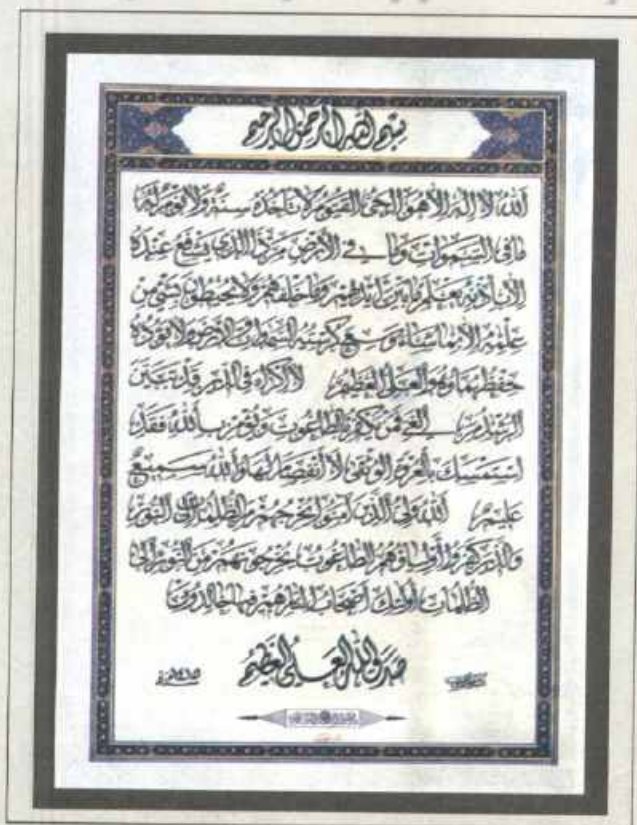 بسم الله الرحمن الرحيم
الله لا إله إلا هو الحي القيوم لا تأخذه سنة ولا نوم له
ما في السموات وما في الأرض من ذا الذي يشفع عنده
إلا بإذنه يعلم ما بين أيديهم وما خلفهم ولا يحيطون بشيء من
علمه إلا بما شاء وسع كرسيه السموات والأرض ولا يؤده
حفظهما وهو العلي العظيم لا إكراه في الدين قد تبين
الرشد من الغي فمن يكفر بالطاغوت ويؤمن بالله فقد
استمسك بالعروة الوثقى لا انفصام لها والله سميع
عليم الله ولي الذين آمنوا يخرجهم من الظلمات إلى النور
والذين كفروا أولياؤهم الطاغوت يخرجونهم من النور إلى
الظلمات أولئك أصحاب النار هم فيها خالدون
صدق الله العلي العظيم